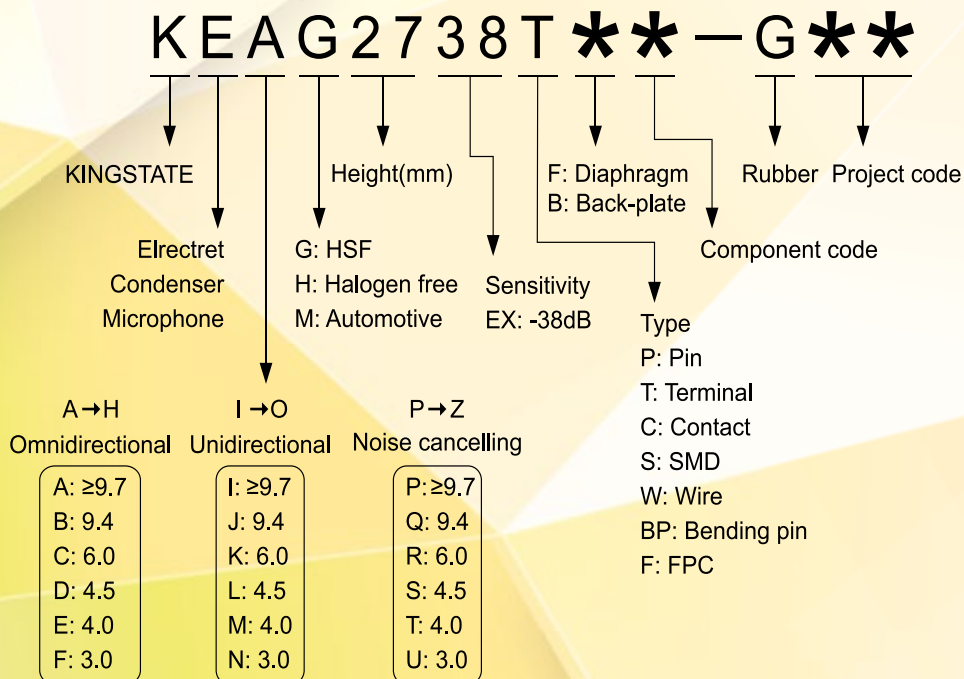 KEAG2738T**—G**
KINGSTATE
Height(mm)
F: Diaphragm
B: Back-plate
Rubber
Project code
Elrectret
Condenser
Microphone
G: HSF
H: Halogen free
M: Automotive
Sensitivity
EX: -38dB
Component code
Type
P: Pin
T: Terminal
C: Contact
S: SMD
W: Wire
BP: Bending pin
F: FPC
A→H
Omnidirectional
A: ≥9.7
B: 9.4
C: 6.0
D: 4.5
E: 4.0
F: 3.0
I→O
Unidirectional
I: ≥9.7
J: 9.4
K: 6.0
L: 4.5
M: 4.0
N: 3.0
P→Z
Noise cancelling
P:≥9.7
Q: 9.4
R: 6.0
S: 4.5
T: 4.0
U: 3.0